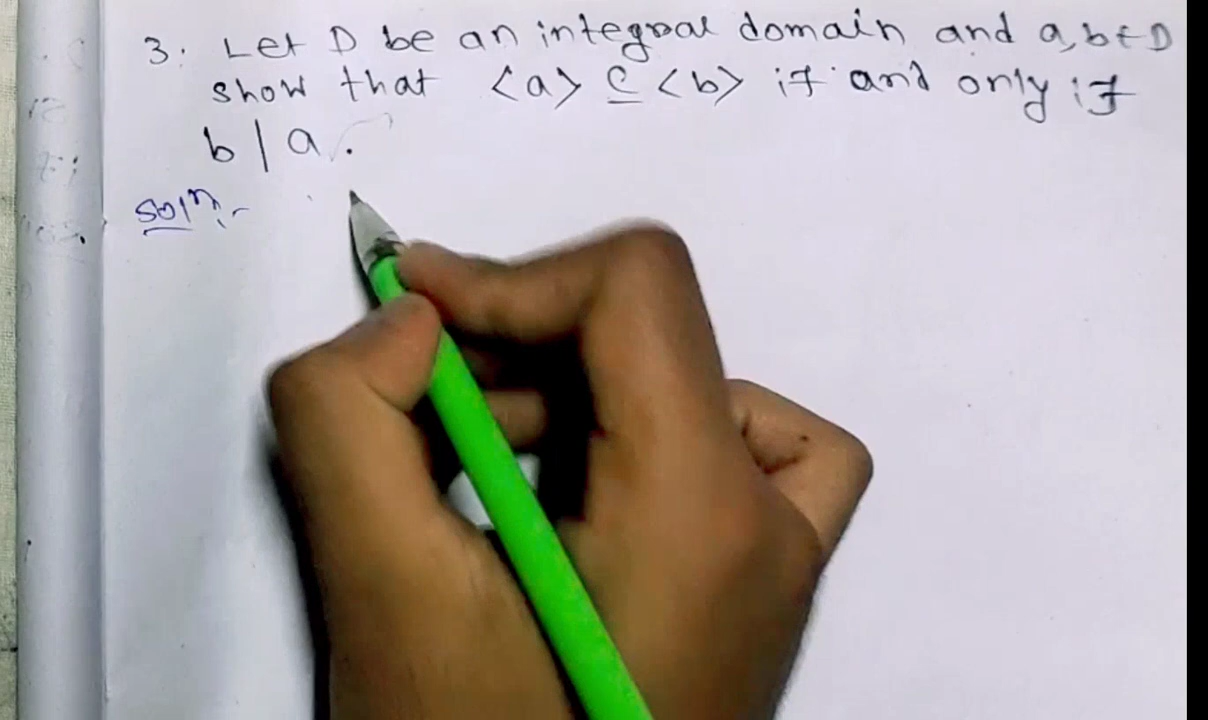 3. Let D be an integral domain and a, b ∈ D
show that <a> ⊆ <b> if and only if
b | a.
Solⁿ:-